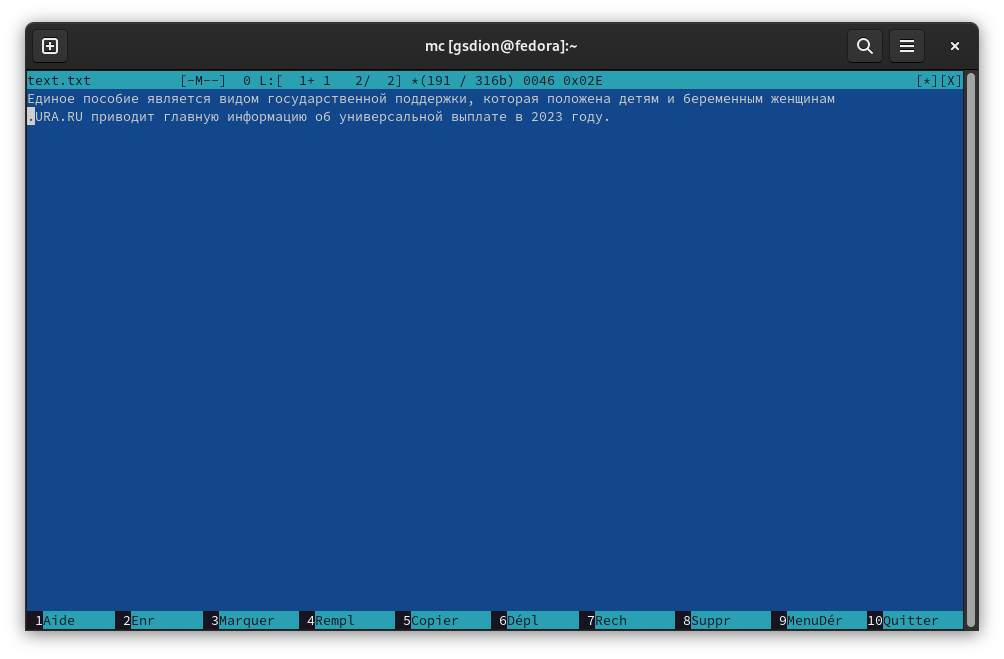 mc [gsdion@fedora]:~
text.txt [-M--] 0 L:[ 1+ 1 2/ 2] *(191 / 316b) 0046 0x02E [*][X]
Единое пособие является видом государственной поддержки, которая положена детям и беременным женщинам
.URA.RU приводит главную информацию об универсальной выплате в 2023 году.
1Aide 2Enr 3Marquer 4Rempl 5Copier 6Dépl 7Rech 8Suppr 9MenuDér 10Quitter